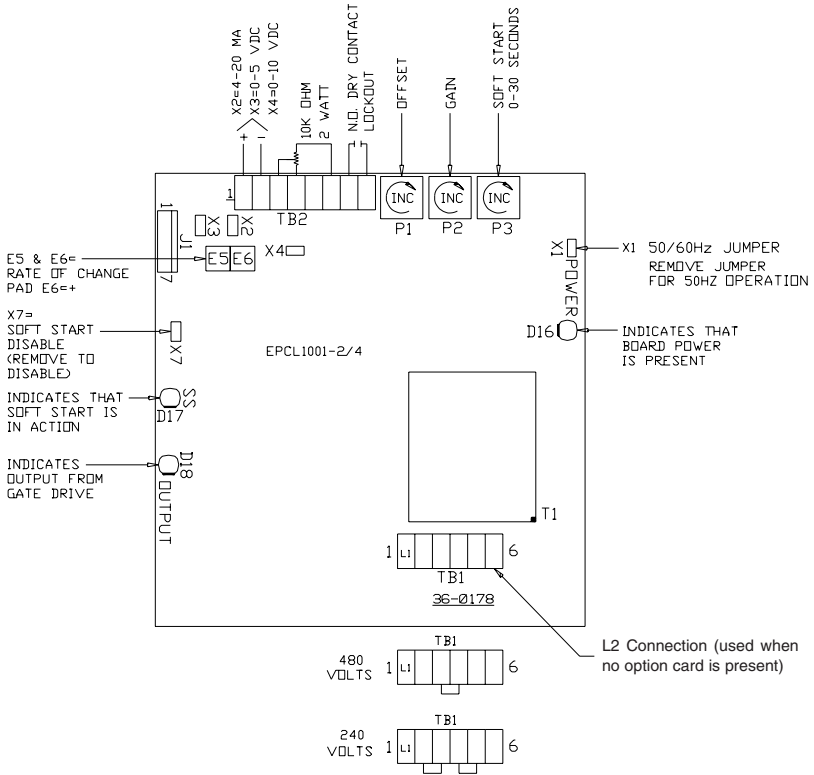 X2=4-20 MA
X3=0-5 VDC
X4=0-10 VDC
+
-
10K OHM
2 WATT
N.O. DRY CONTACT
LOCKOUT
OFFSET
GAIN
SOFT START
0-30 SECONDS
1
TB2
INC
INC
INC
P1
P2
P3
1
J1
7
X3
X2
X4
E5 E6
E5 & E6=
RATE OF CHANGE
PAD E6=+
X1
POWER
X1 50/60Hz JUMPER
REMOVE JUMPER
FOR 50HZ OPERATION
X7=
SOFT START
DISABLE
(REMOVE TO
DISABLE)
X7
D16
INDICATES THAT
BOARD POWER
IS PRESENT
EPCL1001-2/4
INDICATES THAT
SOFT START IS
IN ACTION
SS
D17
INDICATES
OUTPUT FROM
GATE DRIVE
D18
OUTPUT
T1
1
L1
6
TB1
36-0178
L2 Connection (used when
no option card is present)
TB1
480
VOLTS
1
L1
6
TB1
240
VOLTS
1
L1
6